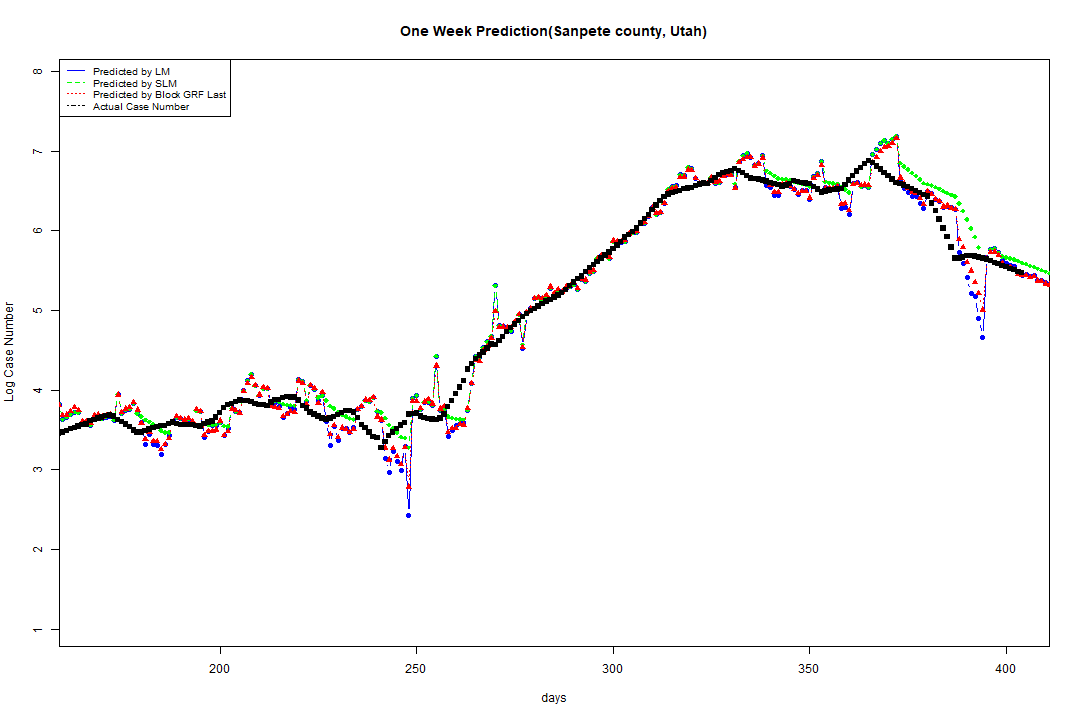 One Week Prediction(Sanpete county, Utah)
Predicted by LM
Predicted by SLM
Predicted by Block GRF Last
Actual Case Number
8
7
6
5
4
3
2
1
Log Case Number
200 250 300 350 400
days